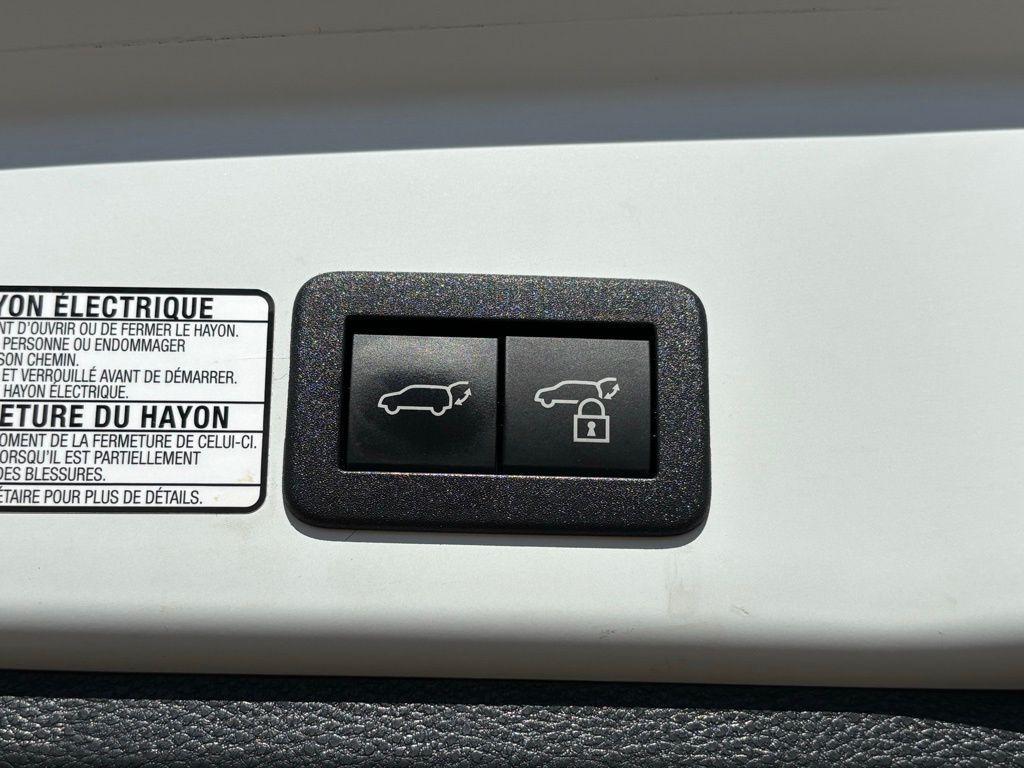 YON ÉLECTRIQUE
NT D'OUVRIR OU DE FERMER LE HAYON.
PERSONNE OU ENDOMMAGER
SON CHEMIN.
ET VERROUILLÉ AVANT DE DÉMARRER.
HAYON ÉLECTRIQUE.
ETURE DU HAYON
OMENT DE LA FERMETURE DE CELUI-CI.
ORSQU'IL EST PARTIELLEMENT
DES BLESSURES.
ÉTAIRE POUR PLUS DE DÉTAILS.